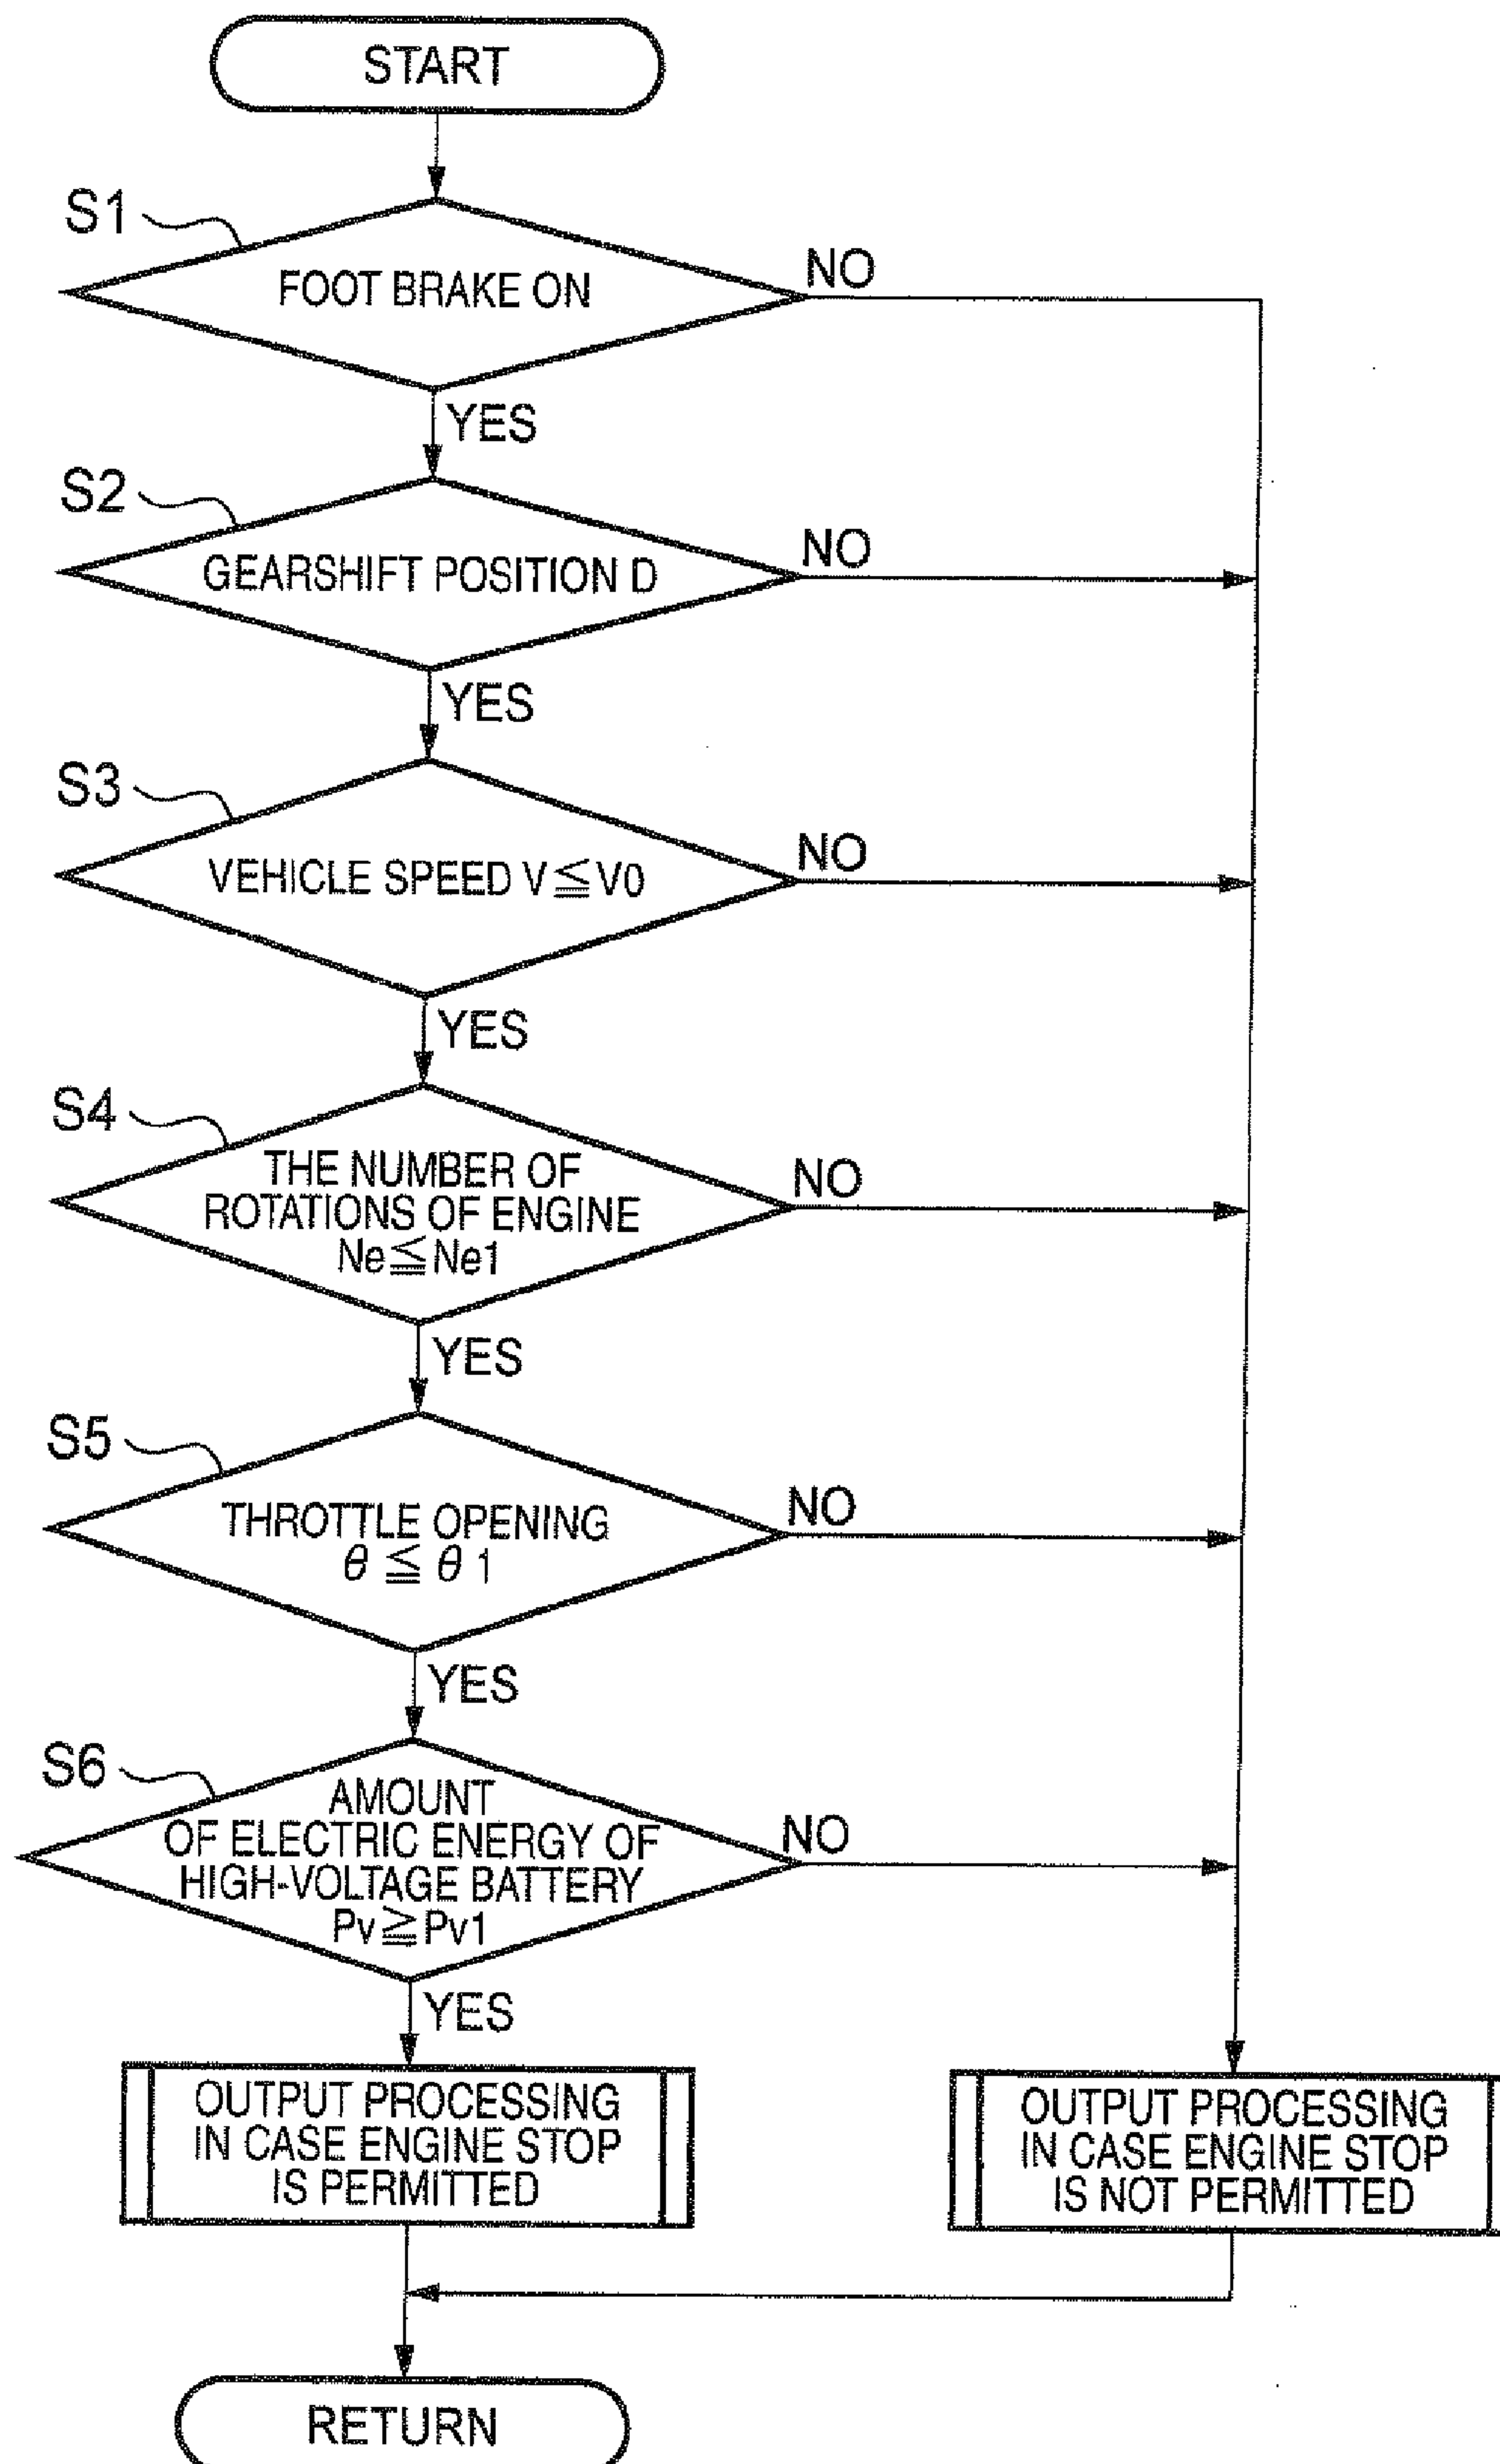 START
S1
FOOT BRAKE ON
NO
YES
S2
GEARSHIFT POSITION D
NO
YES
S3
VEHICLE SPEED V≦V0
NO
YES
S4
THE NUMBER OF
ROTATIONS OF ENGINE
Ne≦Ne1
NO
YES
S5
THROTTLE OPENING
θ ≦ θ 1
NO
YES
S6
AMOUNT
OF ELECTRIC ENERGY OF
HIGH-VOLTAGE BATTERY
Pv≧Pv1
NO
YES
OUTPUT PROCESSING
IN CASE ENGINE STOP
IS PERMITTED
OUTPUT PROCESSING
IN CASE ENGINE STOP
IS NOT PERMITTED
RETURN